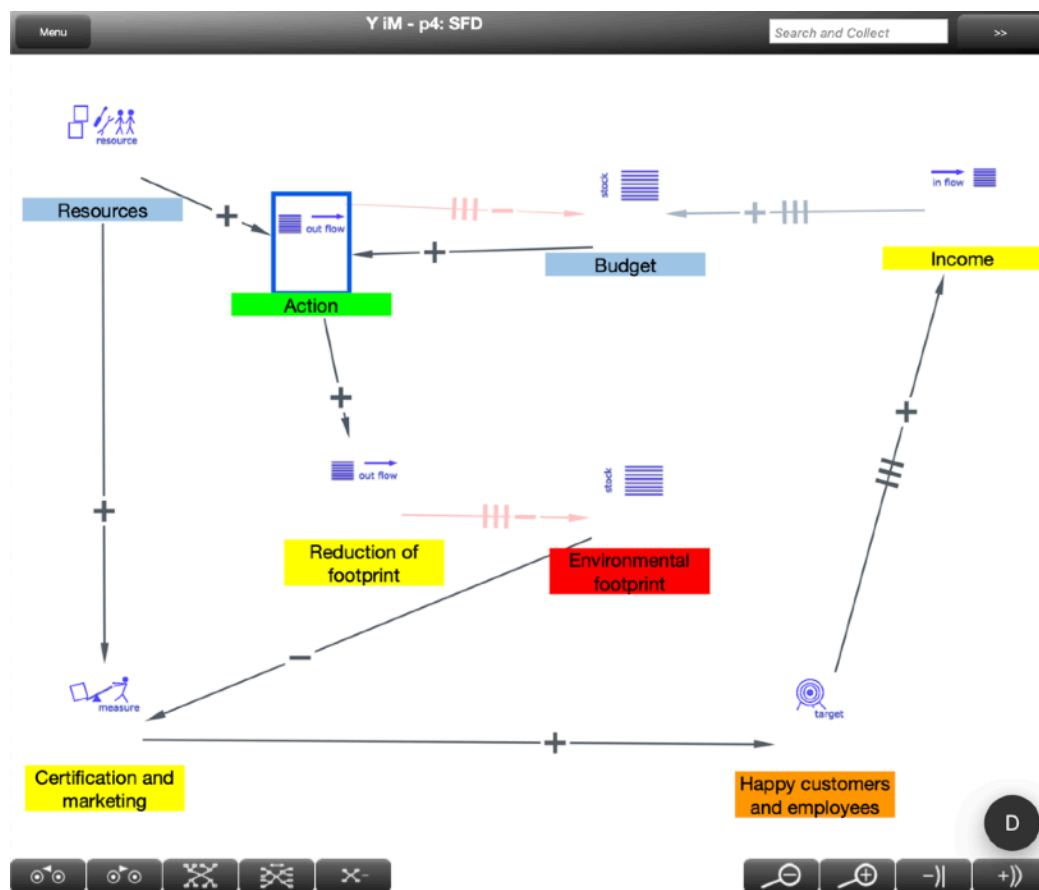 Menu
Y iM - p4: SFD
Search and Collect
>>
resource
Resources
out flow
Action
stock
Budget
in flow
Income
out flow
Reduction of
footprint
stock
Environmental
footprint
measure
Certification and
marketing
target
Happy customers
and employees
D